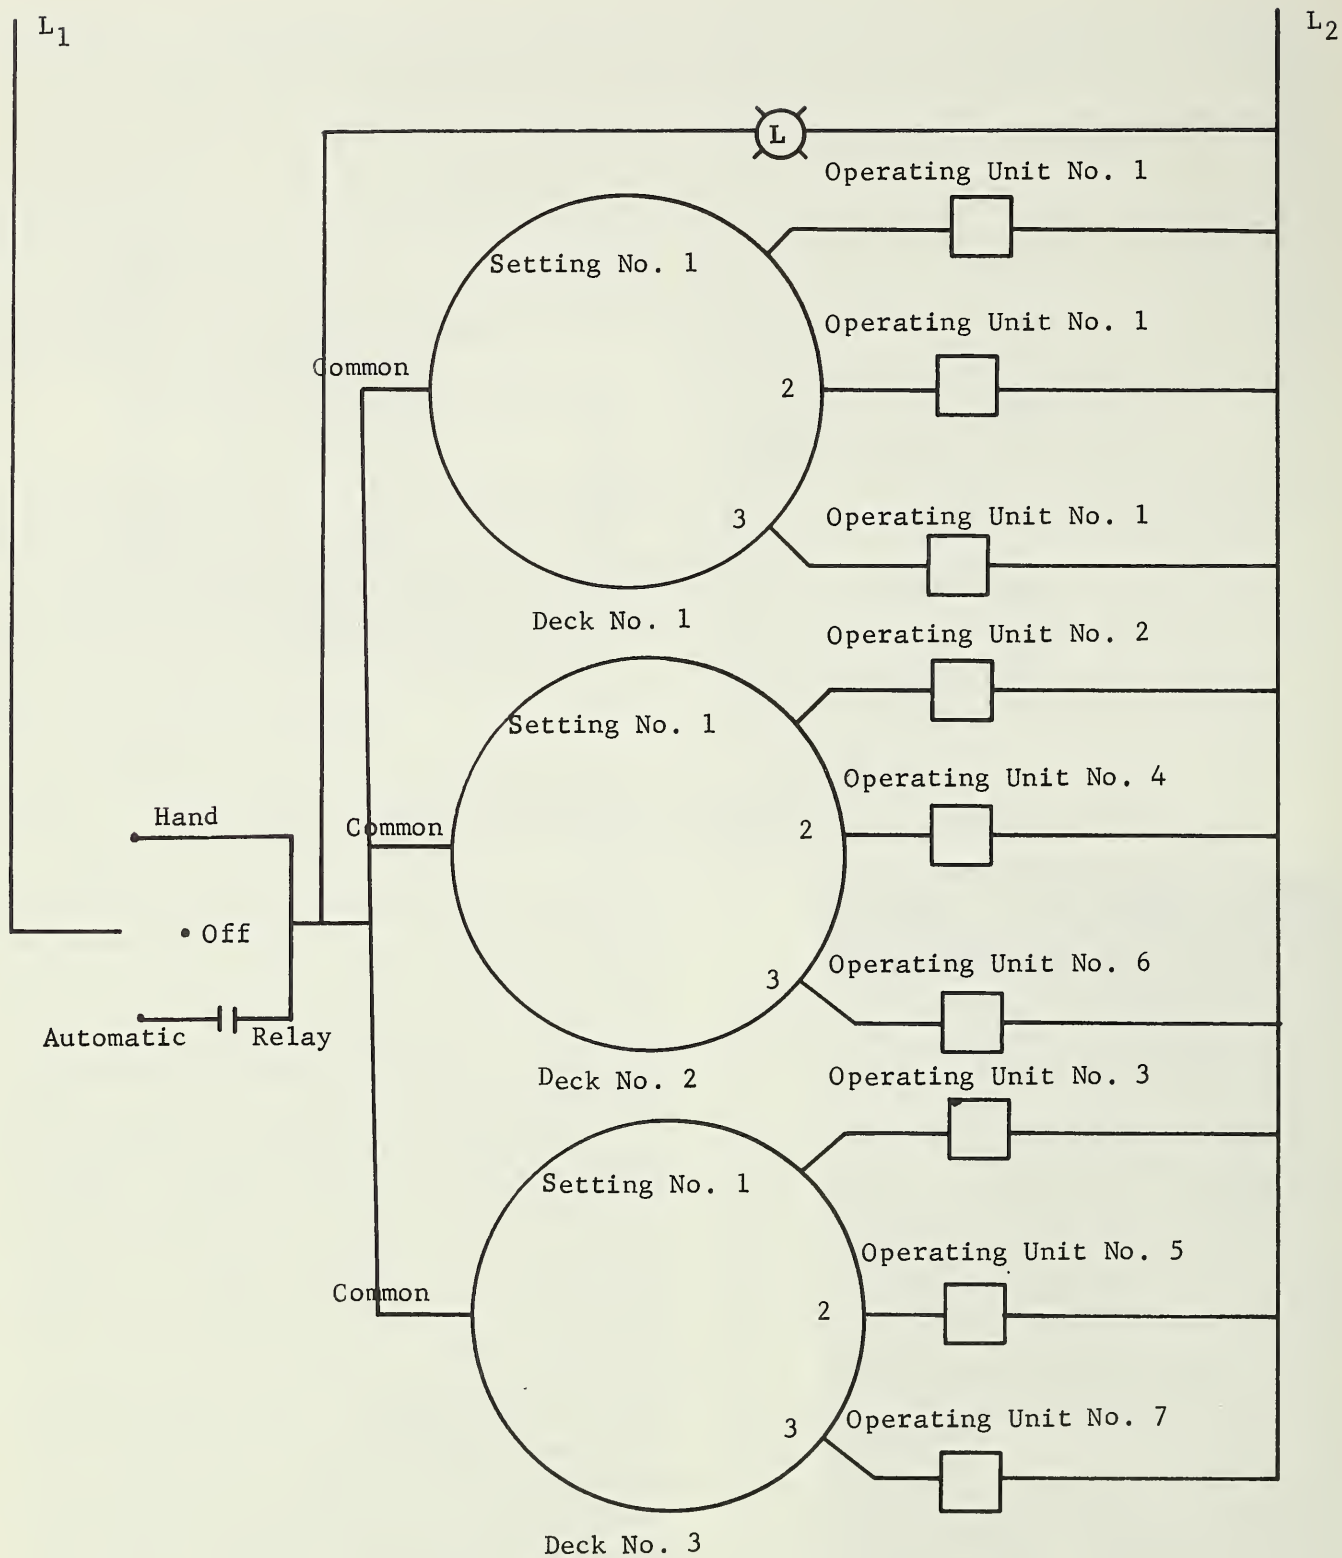 L1
L2
L
Operating Unit No. 1
Setting No. 1
Operating Unit No. 1
Common
2
3
Operating Unit No. 1
Deck No. 1
Operating Unit No. 2
Setting No. 1
Operating Unit No. 4
Hand
Common
2
Off
3
Operating Unit No. 6
Automatic
Relay
Deck No. 2
Operating Unit No. 3
Setting No. 1
Operating Unit No. 5
Common
2
3
Operating Unit No. 7
Deck No. 3